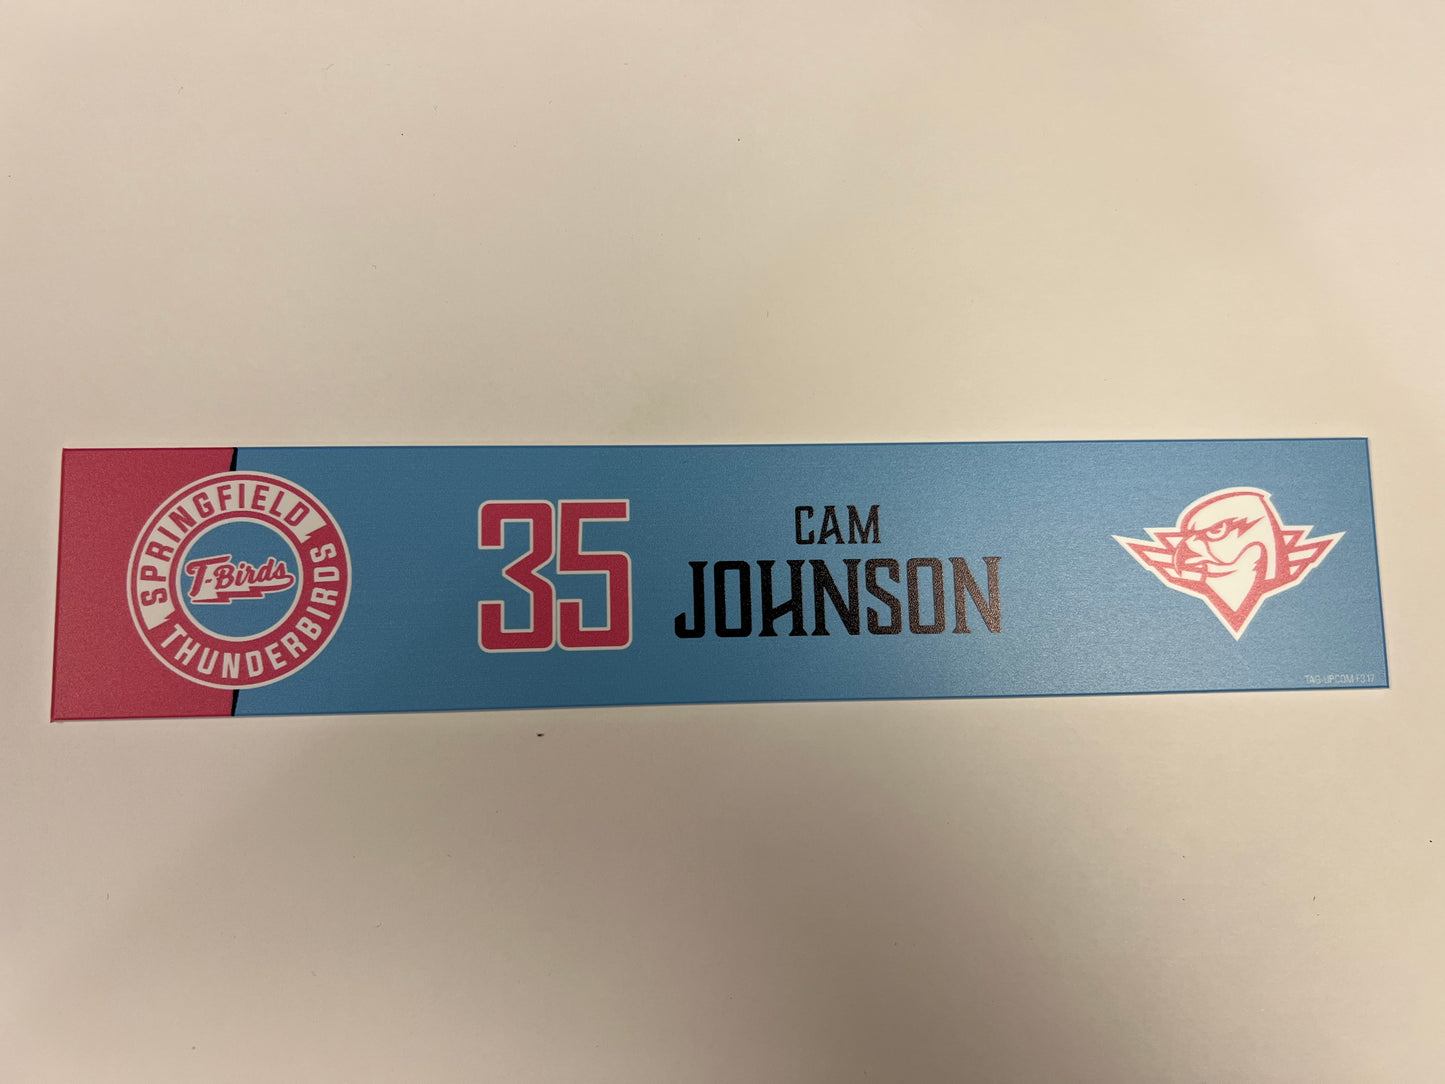 SPRINGFIELD
T-Birds
THUNDERBIRDS
35
CAM
JOHNSON